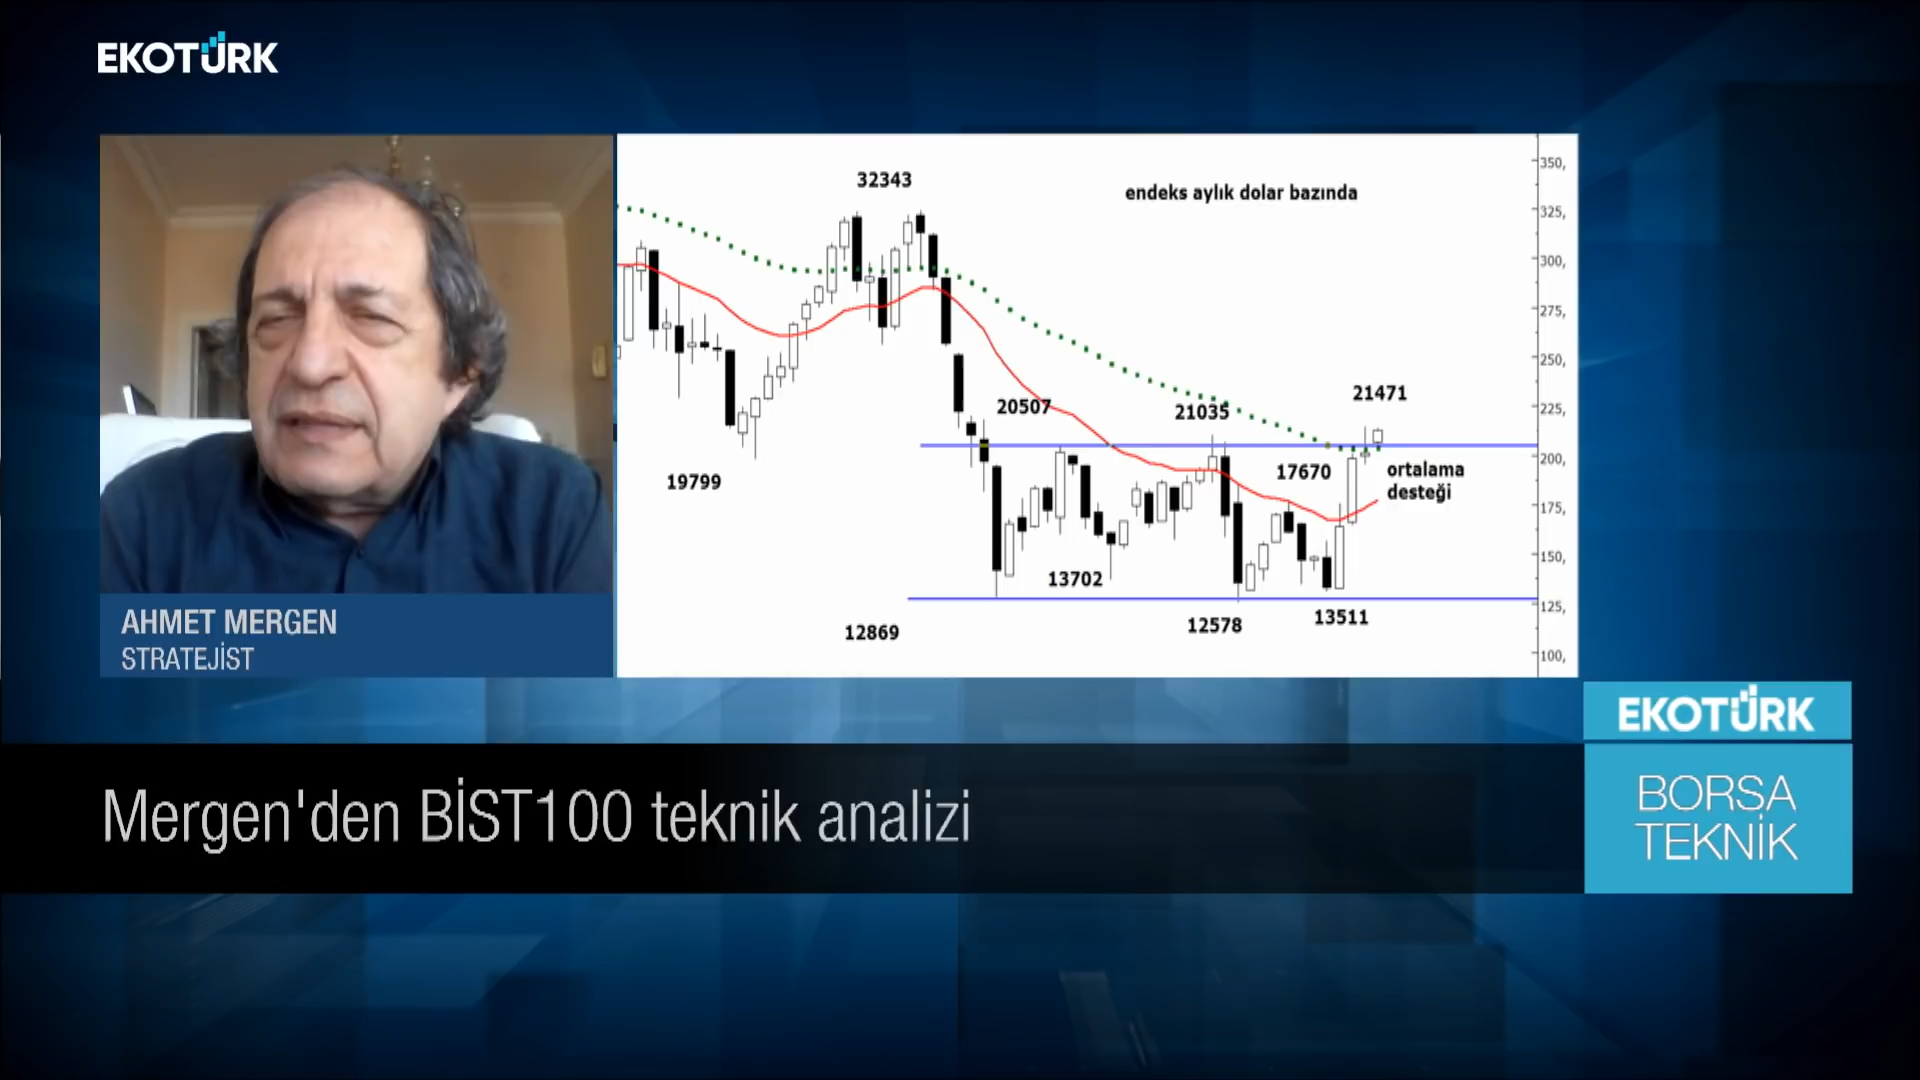 EKOTÜRK
32343
endeks aylık dolar bazında
350,
325,
300,
275,
250,
225,
200,
175,
150,
125,
100,
21471
20507
21035
19799
17670
ortalama
desteği
13702
12869
12578
13511
AHMET MERGEN
STRATEJİST
EKOTÜRK
Mergen'den BİST100 teknik analizi
BORSA
TEKNİK